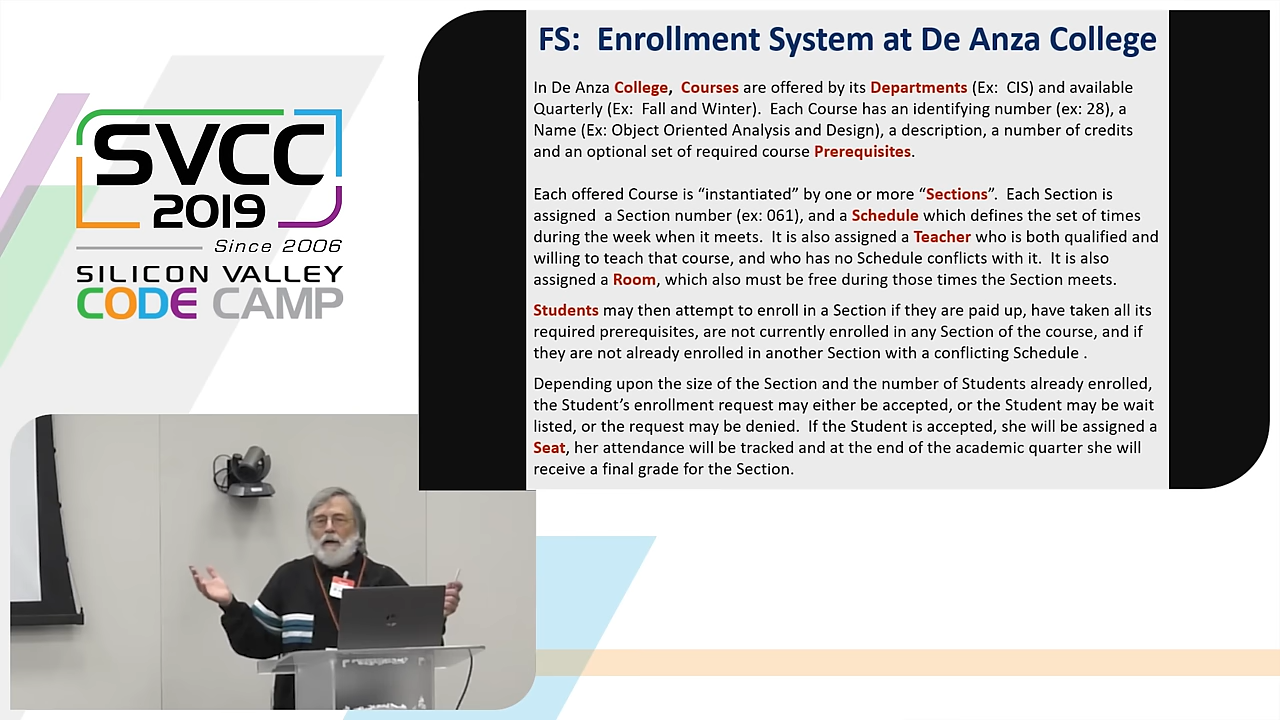 SVCC
2019
Since 2006
SILICON VALLEY
CODE CAMP
FS: Enrollment System at De Anza College
In De Anza College, Courses are offered by its Departments (Ex: CIS) and available
Quarterly (Ex: Fall and Winter). Each Course has an identifying number (ex: 28), a
Name (Ex: Object Oriented Analysis and Design), a description, a number of credits
and an optional set of required course Prerequisites.
Each offered Course is “instantiated” by one or more “Sections”. Each Section is
assigned a Section number (ex: 061), and a Schedule which defines the set of times
during the week when it meets. It is also assigned a Teacher who is both qualified and
willing to teach that course, and who has no Schedule conflicts with it. It is also
assigned a Room, which also must be free during those times the Section meets.
Students may then attempt to enroll in a Section if they are paid up, have taken all its
required prerequisites, are not currently enrolled in any Section of the course, and if
they are not already enrolled in another Section with a conflicting Schedule .
Depending upon the size of the Section and the number of Students already enrolled,
the Student’s enrollment request may either be accepted, or the Student may be wait
listed, or the request may be denied. If the Student is accepted, she will be assigned a
Seat, her attendance will be tracked and at the end of the academic quarter she will
receive a final grade for the Section.